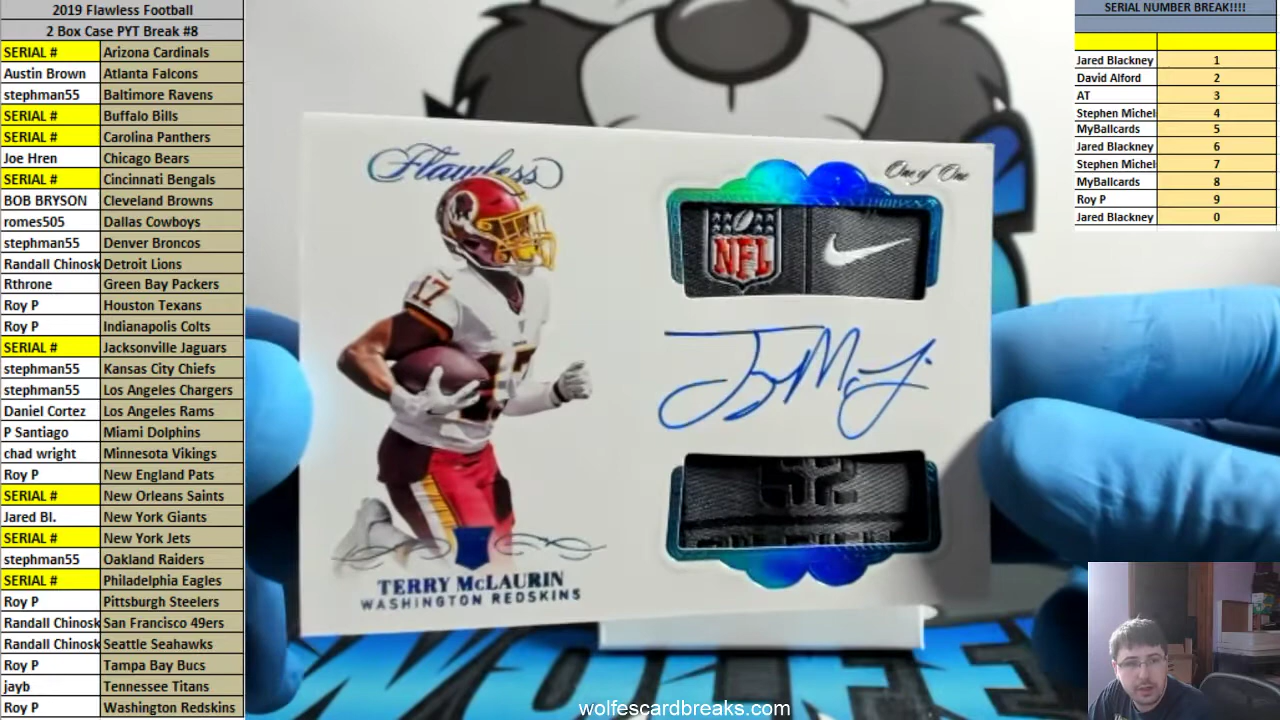 2019 Flawless Football
2 Box Case PYT Break #8
SERIAL # Arizona Cardinals
Austin Brown Atlanta Falcons
stephman55 Baltimore Ravens
SERIAL # Buffalo Bills
SERIAL # Carolina Panthers
Joe Hren Chicago Bears
SERIAL # Cincinnati Bengals
BOB BRYSON Cleveland Browns
romes505 Dallas Cowboys
stephman55 Denver Broncos
Randall Chinosk Detroit Lions
Rthrone Green Bay Packers
Roy P Houston Texans
Roy P Indianapolis Colts
SERIAL # Jacksonville Jaguars
stephman55 Kansas City Chiefs
stephman55 Los Angeles Chargers
Daniel Cortez Los Angeles Rams
P Santiago Miami Dolphins
chad wright Minnesota Vikings
Roy P New England Pats
SERIAL # New Orleans Saints
Jared Bl. New York Giants
SERIAL # New York Jets
stephman55 Oakland Raiders
SERIAL # Philadelphia Eagles
Roy P Pittsburgh Steelers
Randall Chinosk San Francisco 49ers
Randall Chinosk Seattle Seahawks
Roy P Tampa Bay Bucs
jayb Tennessee Titans
Roy P Washington Redskins
Flawless
One of One
17
17
NFL
TERRY McLAURIN
WASHINGTON REDSKINS
WOLFE
wolfescardbreaks.com
SERIAL NUMBER BREAK!!!!
Jared Blackney 1
David Alford 2
AT 3
Stephen Michel 4
MyBallcards 5
Jared Blackney 6
Stephen Michel 7
MyBallcards 8
Roy P 9
Jared Blackney 0